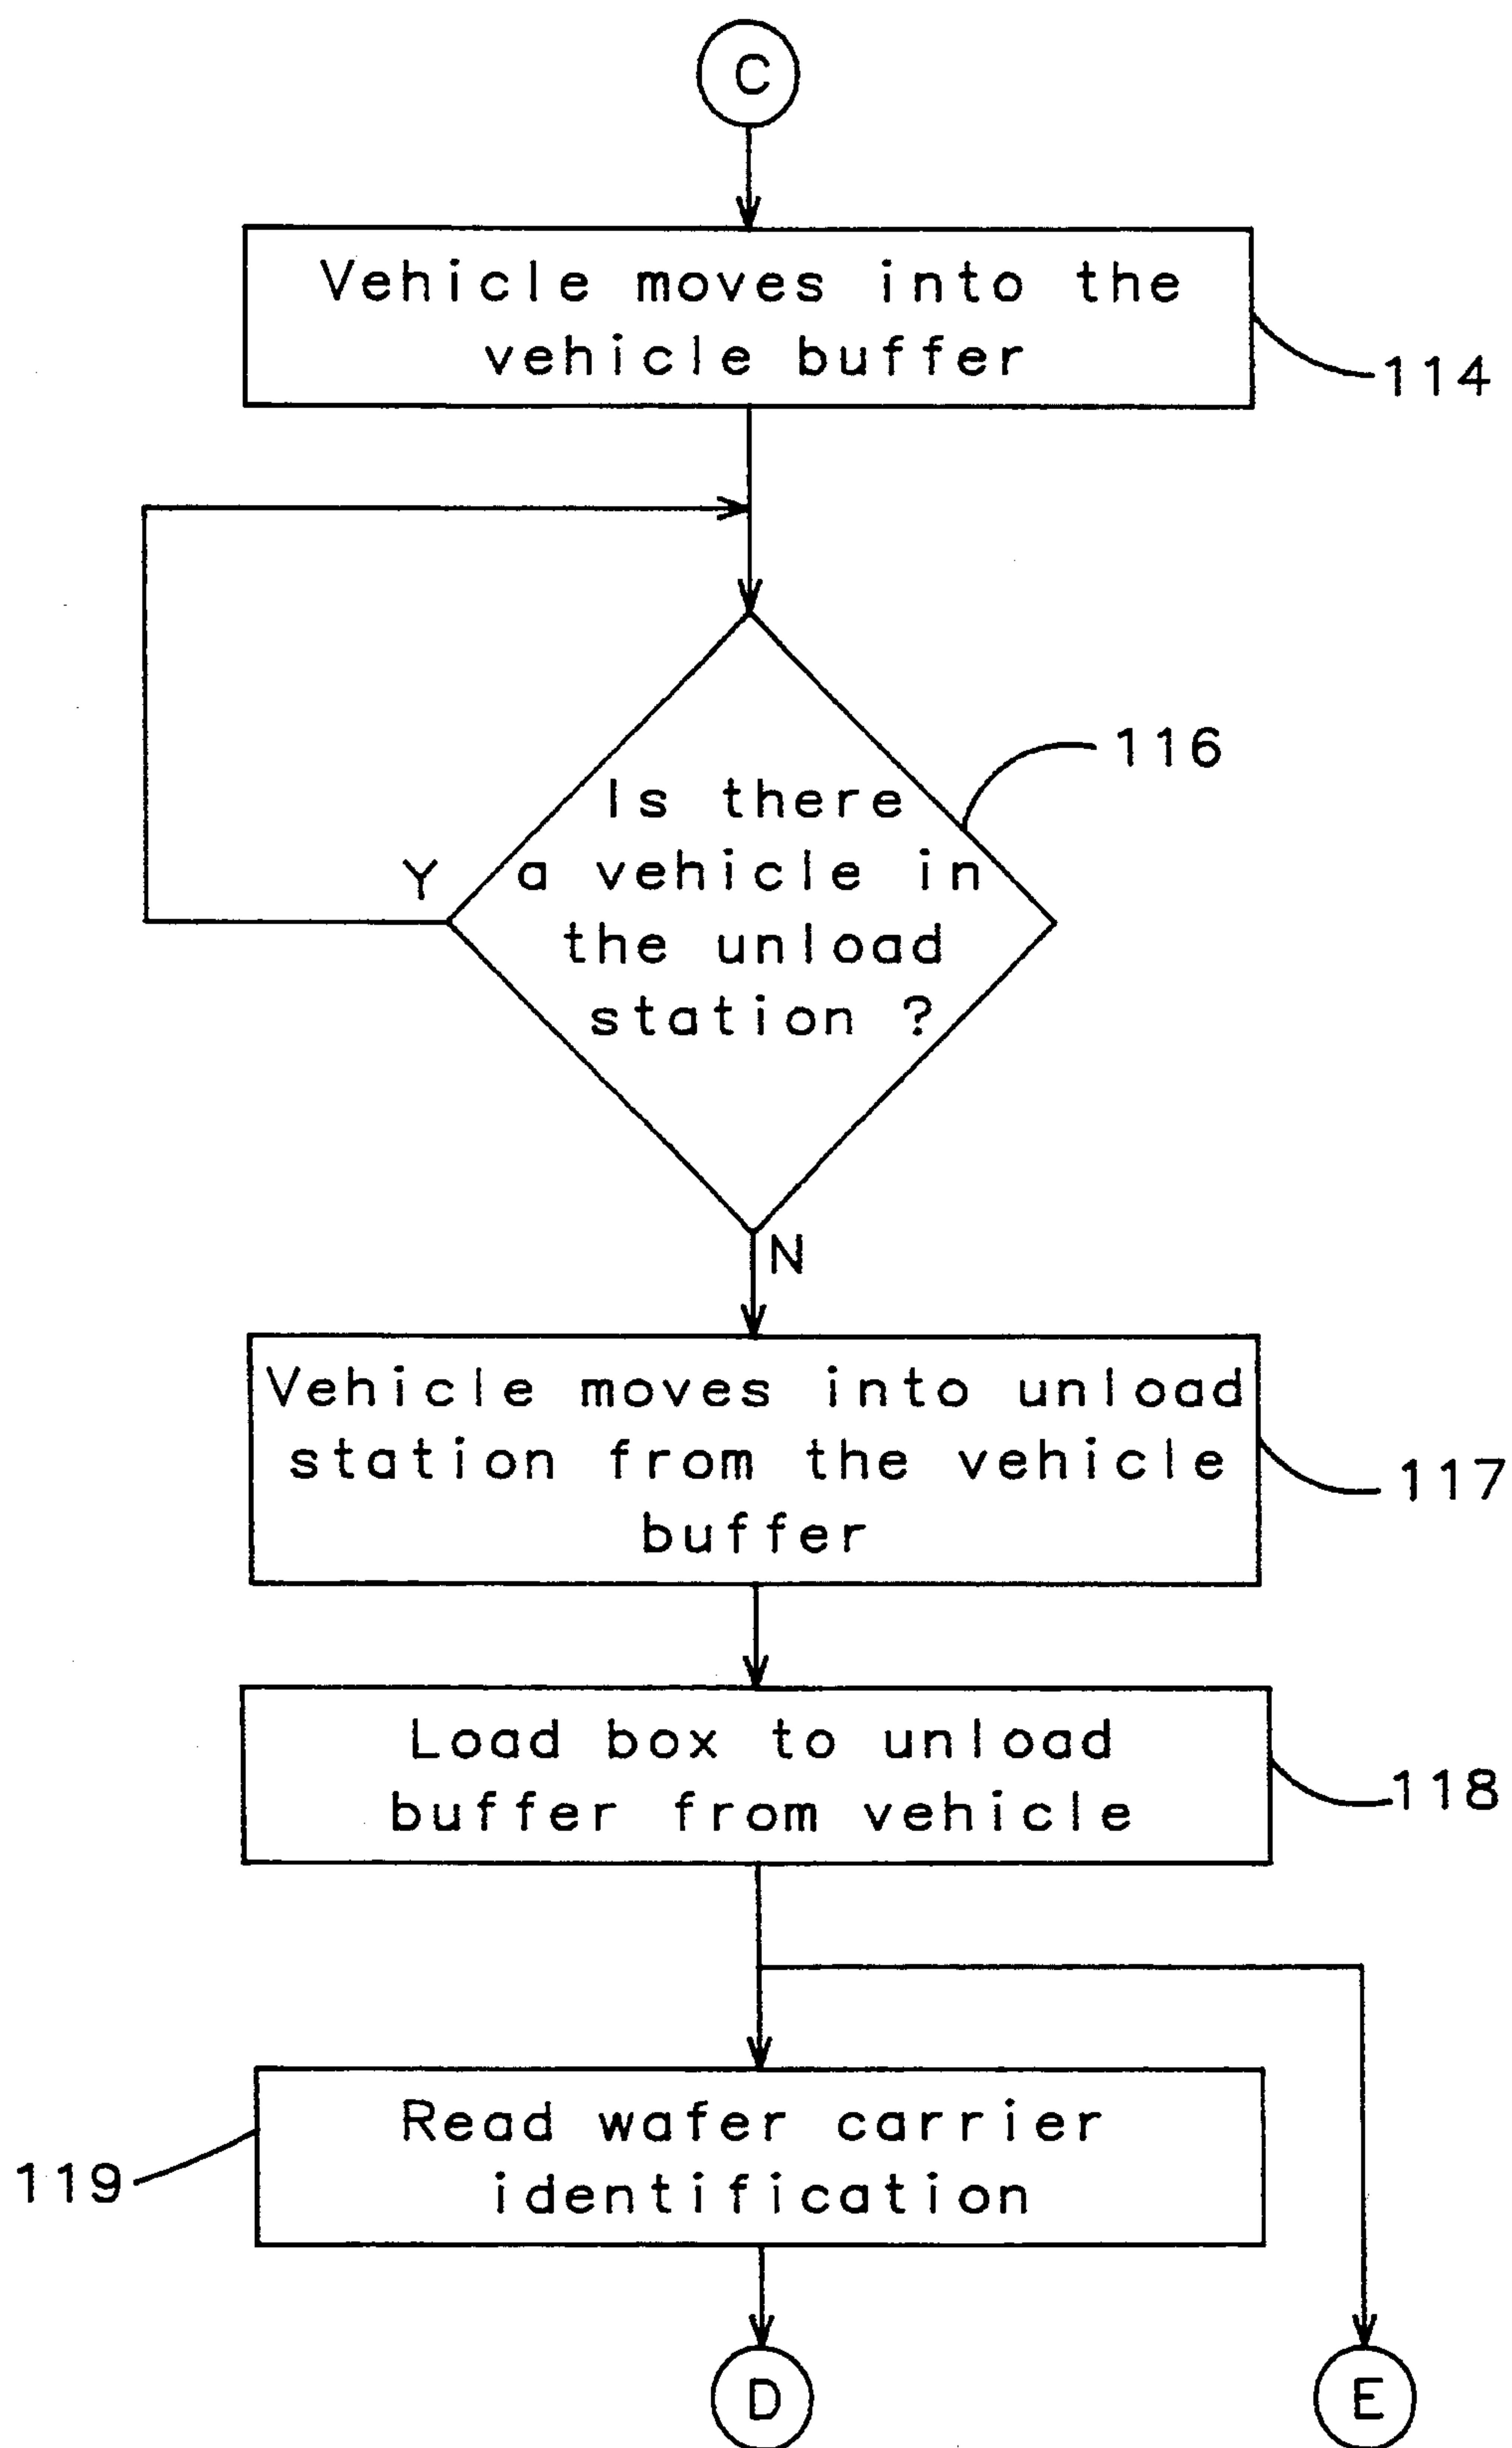 C
Vehicle moves into the
vehicle buffer
114
116
Is there
Y
a vehicle in
the unload
station ?
N
Vehicle moves into unload
station from the vehicle
buffer
117
Load box to unload
buffer from vehicle
118
Read wafer carrier
identification
119
D
E